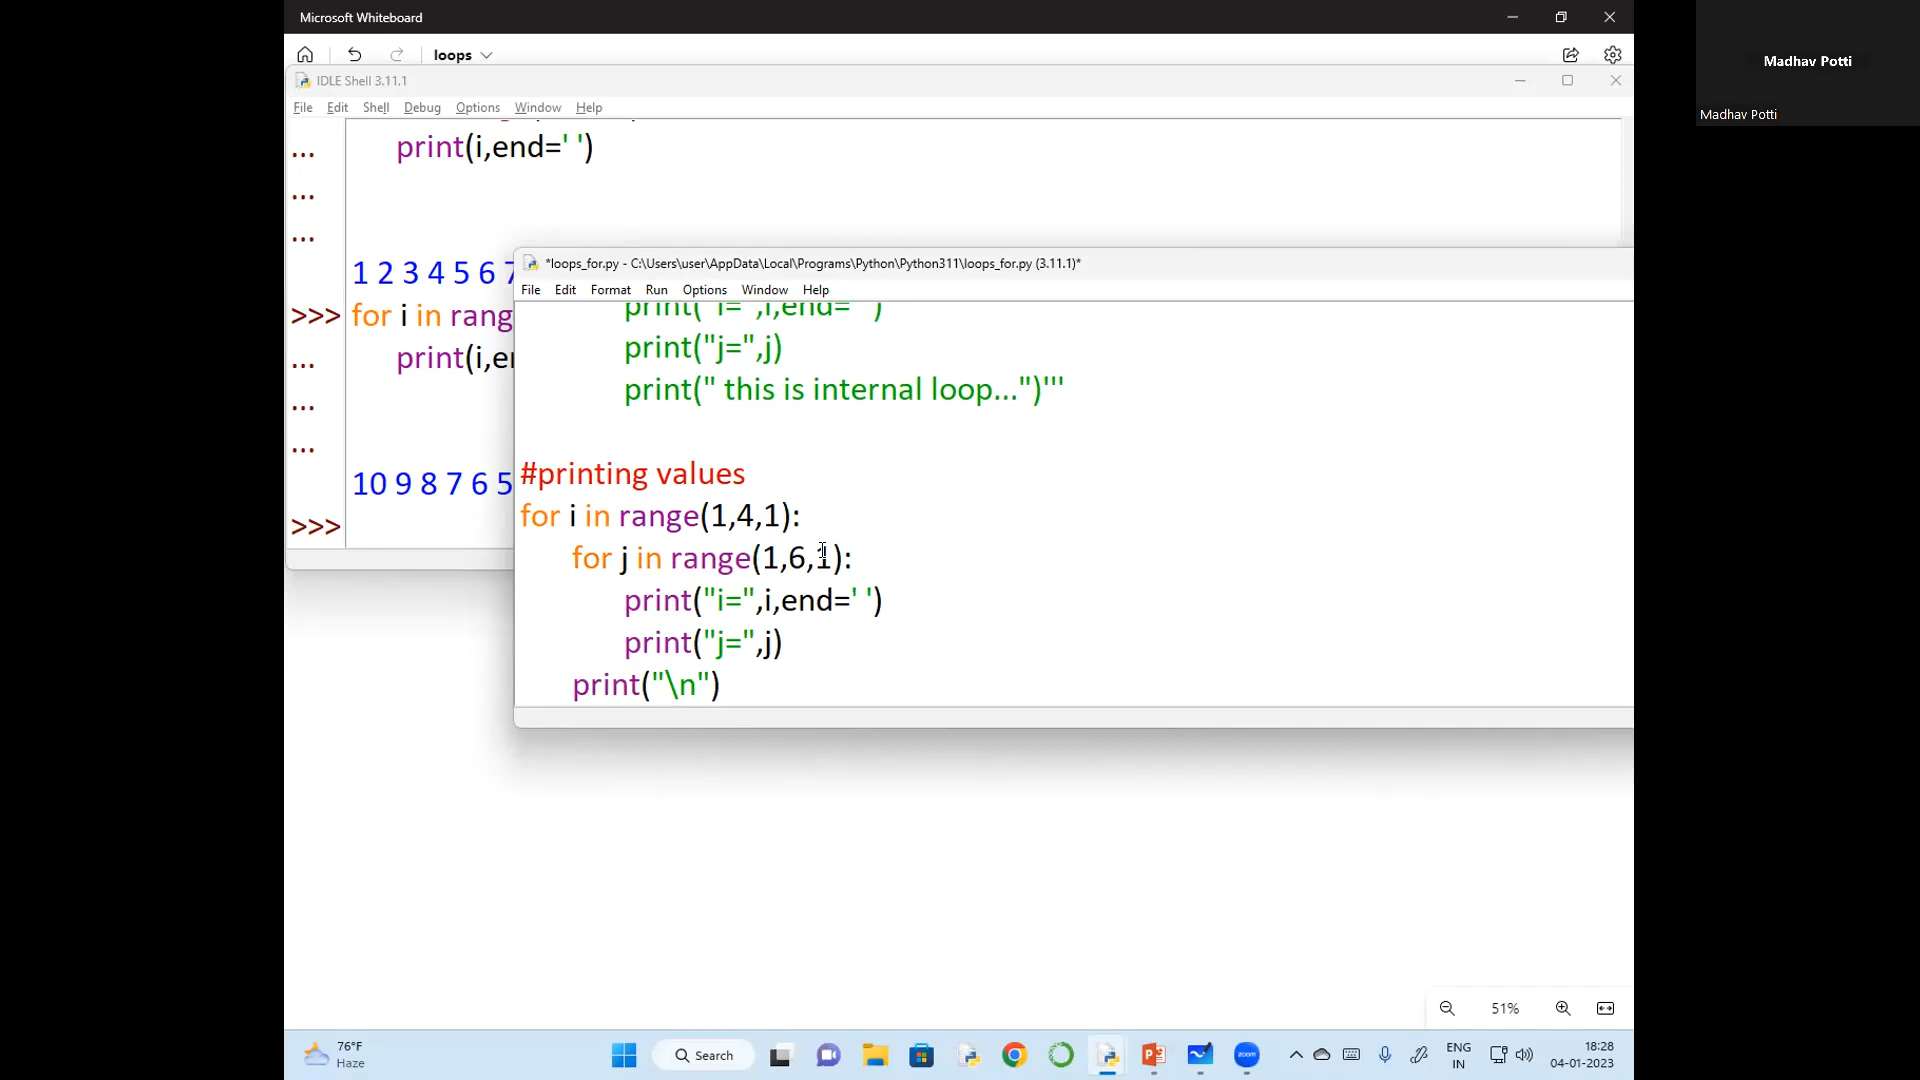 Microsoft Whiteboard
loops
IDLE Shell 3.11.1
File Edit Shell Debug Options Window Help
... print(i,end=' ')
...
...
1 2 3 4 5 6 7
>>> for i in rang
... print(i,e
...
...
10 9 8 7 6 5
>>>
*loops_for.py - C:\Users\user\AppData\Local\Programs\Python\Python311\loops_for.py (3.11.1)*
File Edit Format Run Options Window Help
print("i=",i,end=' ')
print("j=",j)
print(" this is internal loop...")'''
#printing values
for i in range(1,4,1):
for j in range(1,6,1):
print("i=",i,end=' ')
print("j=",j)
print("\n")
Madhav Potti
Madhav Potti
51%
76°F
Haze
Search
zoom
ENG
IN
18:28
04-01-2023